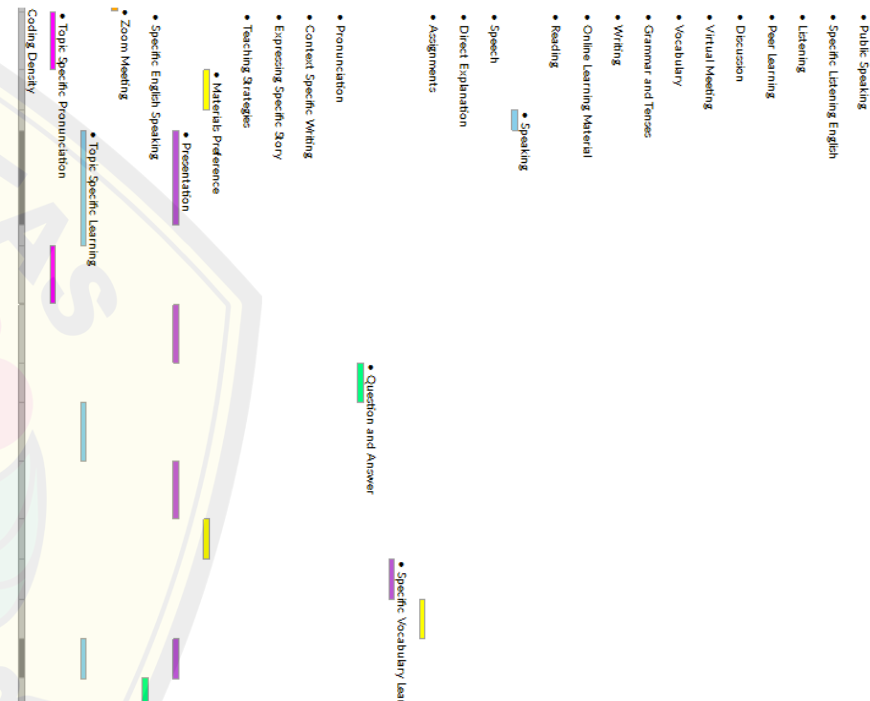 • Public Speaking
• Specific Listening English
• Listening
• Peer Learning
• Discussion
• Virtual Meeting
• Vocabulary
• Grammar and Tenses
• Writing
• Online Learning Material
• Reading
• Speaking
• Speech
• Direct Explanation
• Assignments
• Specific Vocabulary Lear
• Question and Answer
• Pronunciation
• Context Specific Writing
• Expressing Specific Story
• Teaching Strategies
• Materials Preference
• Presentation
• Specific English Speaking
• Zoom Meeting
• Topic Specific Learning
• Topic Specific Pronunciation
Coding Density